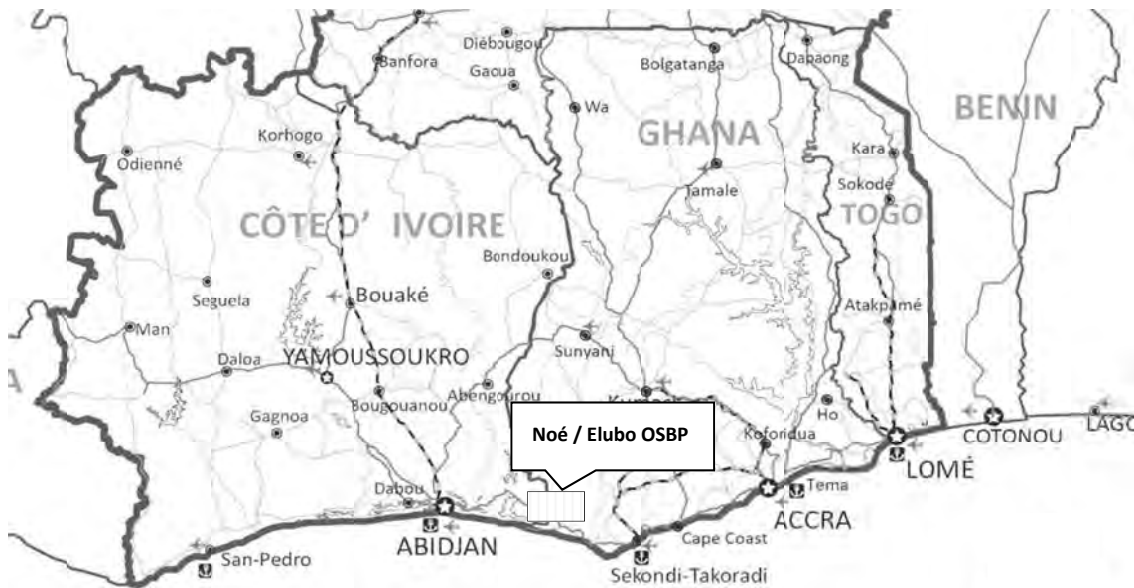 Diébougou
Banfora
Gaoua
Bolgatanga
Dapaong
BENIN
Wa
GHANA
Korhogo
Odienné
Kara
Tamale
Sokodé
CÔTE D' IVOIRE
TOGO
Bondoukou
Seguela
Bouaké
Atakpamé
Man
Sunyani
Daloa
YAMOUSSOUKRO
Abengourou
Bougouanou
Gagnoa
Ho
Noé / Elubo OSBP
Koforidua
COTONOU
LAGO
LOMÉ
Dabou
Tema
ACCRA
ABIDJAN
Cape Coast
San-Pedro
Sekondi-Takoradi